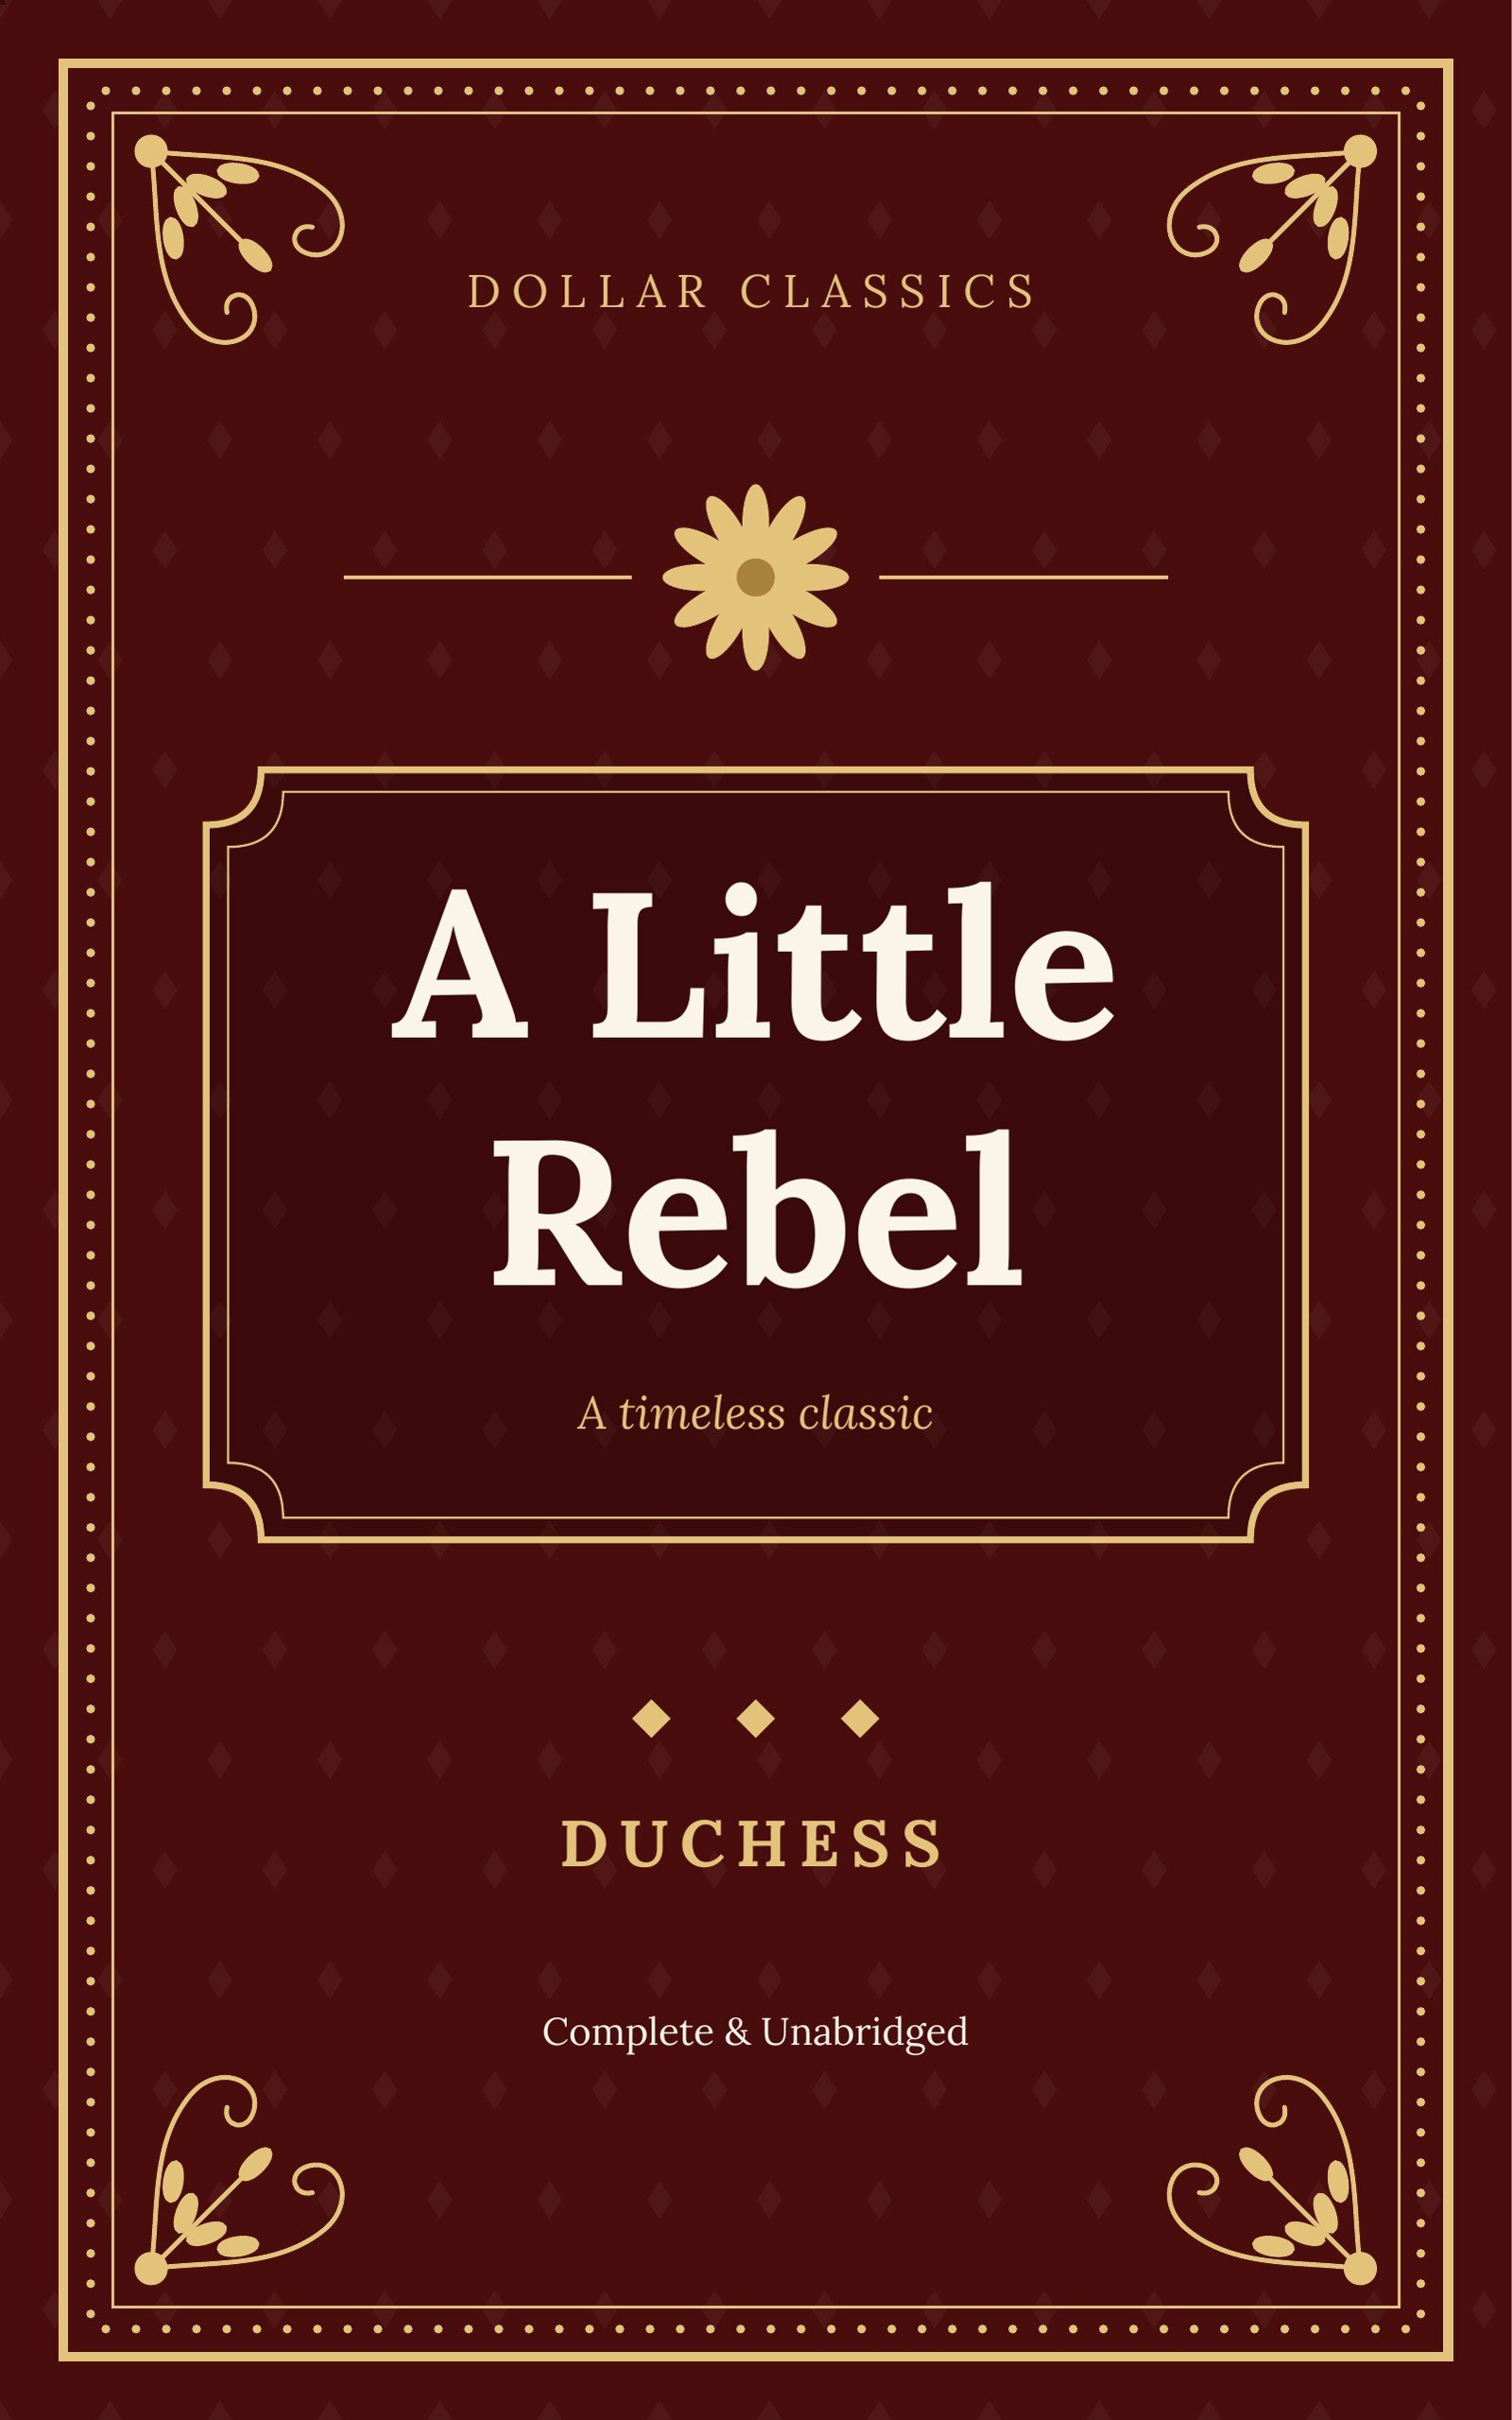 DOLLAR CLASSICS
A Little
Rebel
A timeless classic
DUCHESS
Complete & Unabridged